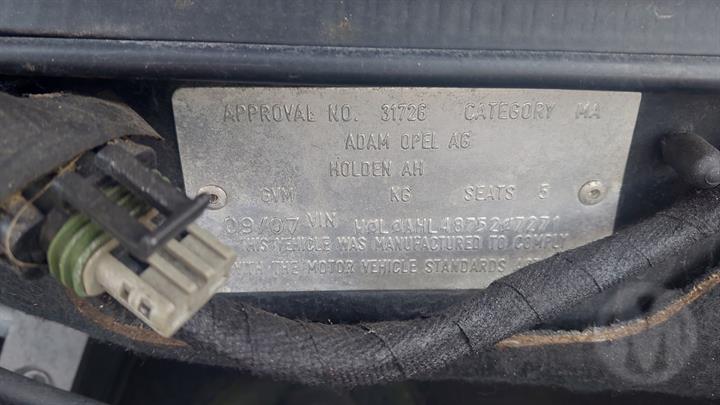 APPROVAL NO. 31726 CATEGORY MA
ADAM OPEL AG
HOLDEN AH
GVM KG SEATS 5
09/07 VIN
THIS VEHICLE WAS MANUFACTURED TO COMPLY
WITH THE MOTOR VEHICLE STANDARDS